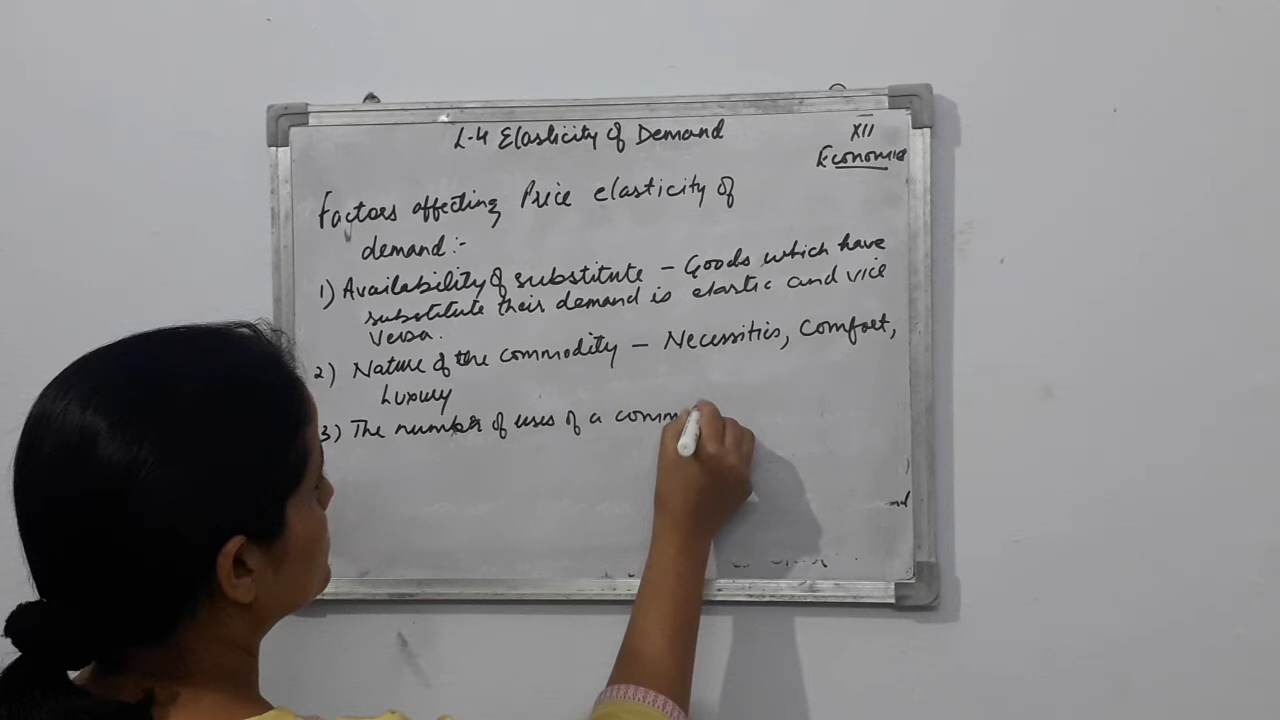 L-4 Elasticity of Demand
XII
Economics
Factors affecting Price elasticity of
demand :-
1) Availability of substitute - Goods which have
substitute their demand is elastic and vice
versa.
2) Nature of the commodity - Necessities, Comfort,
Luxury
3) The number of uses of a comm